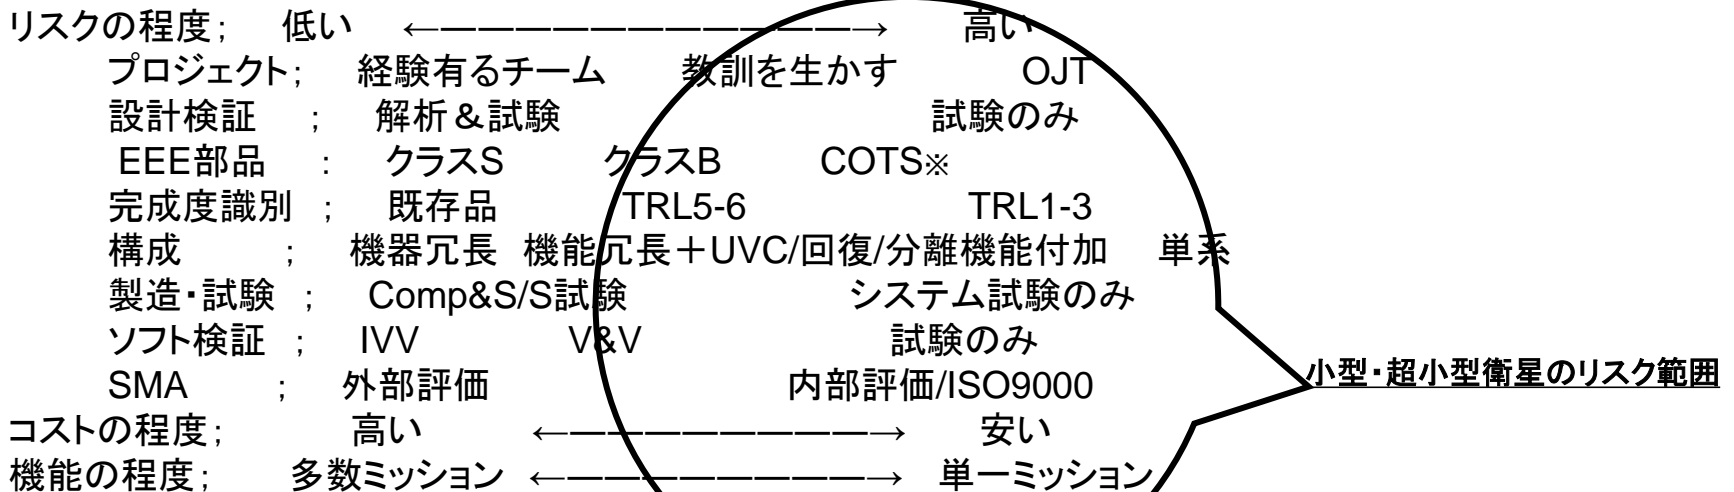 リスクの程度； 低い ←―――――――――――→ 高い
プロジェクト； 経験有るチーム 教訓を生かす OJT
設計検証 ； 解析＆試験 試験のみ
EEE部品 ： クラスS クラスB COTS※
完成度識別 ； 既存品 TRL5-6 TRL1-3
構成 ； 機器冗長 機能冗長＋UVC/回復/分離機能付加 単系
製造・試験 ； Comp&S/S試験 システム試験のみ
ソフト検証 ； IVV V&V 試験のみ
SMA ； 外部評価 内部評価/ISO9000
小型・超小型衛星のリスク範囲
コストの程度； 高い ←――――――――→ 安い
機能の程度； 多数ミッション ←――――――――→ 単一ミッション